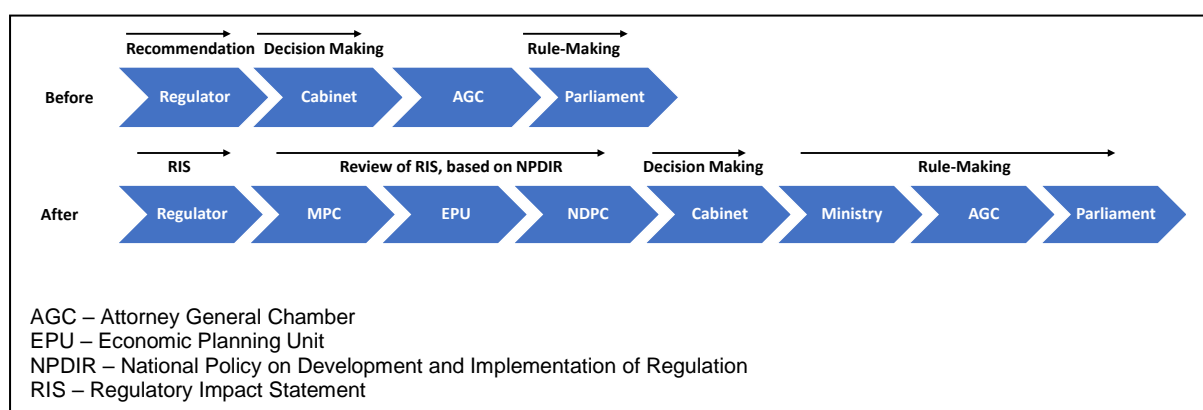 Recommendation Decision Making Rule-Making
Before Regulator Cabinet AGC Parliament
RIS Review of RIS, based on NPDIR Decision Making Rule-Making
After Regulator MPC EPU NDPC Cabinet Ministry AGC Parliament
AGC – Attorney General Chamber
EPU – Economic Planning Unit
NPDIR – National Policy on Development and Implementation of Regulation
RIS – Regulatory Impact Statement